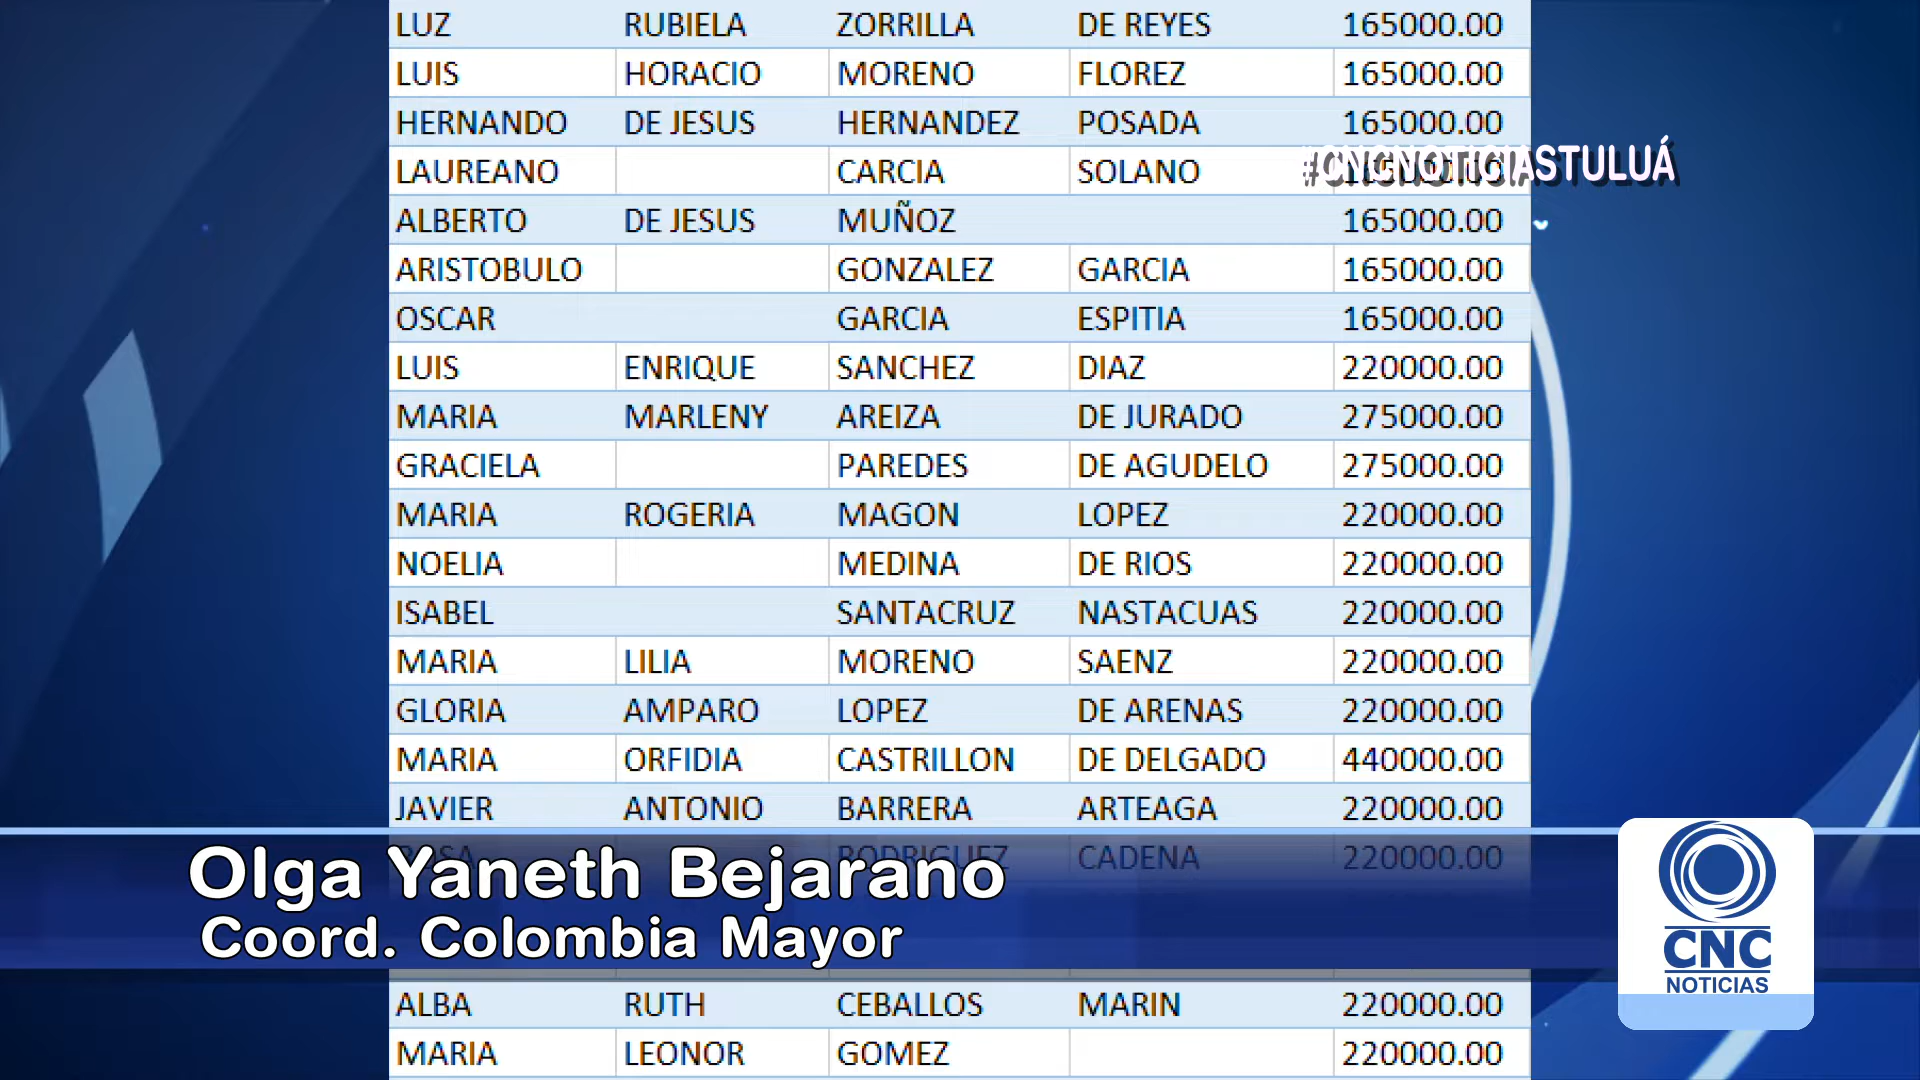 LUZ RUBIELA ZORRILLA DE REYES 165000.00
LUIS HORACIO MORENO FLOREZ 165000.00
HERNANDO DE JESUS HERNANDEZ POSADA 165000.00
LAUREANO CARCIA SOLANO
#CNCNOTICIASTULUÁ
ALBERTO DE JESUS MUÑOZ 165000.00
ARISTOBULO GONZALEZ GARCIA 165000.00
OSCAR GARCIA ESPITIA 165000.00
LUIS ENRIQUE SANCHEZ DIAZ 220000.00
MARIA MARLENY AREIZA DE JURADO 275000.00
GRACIELA PAREDES DE AGUDELO 275000.00
MARIA ROGERIA MAGON LOPEZ 220000.00
NOELIA MEDINA DE RIOS 220000.00
ISABEL SANTACRUZ NASTACUAS 220000.00
MARIA LILIA MORENO SAENZ 220000.00
GLORIA AMPARO LOPEZ DE ARENAS 220000.00
MARIA ORFIDIA CASTRILLON DE DELGADO 440000.00
JAVIER ANTONIO BARRERA ARTEAGA 220000.00
ROSA RODRIGUEZ CADENA 220000.00
Olga Yaneth Bejarano
Coord. Colombia Mayor
CNC
NOTICIAS
ALBA RUTH CEBALLOS MARIN 220000.00
MARIA LEONOR GOMEZ 220000.00